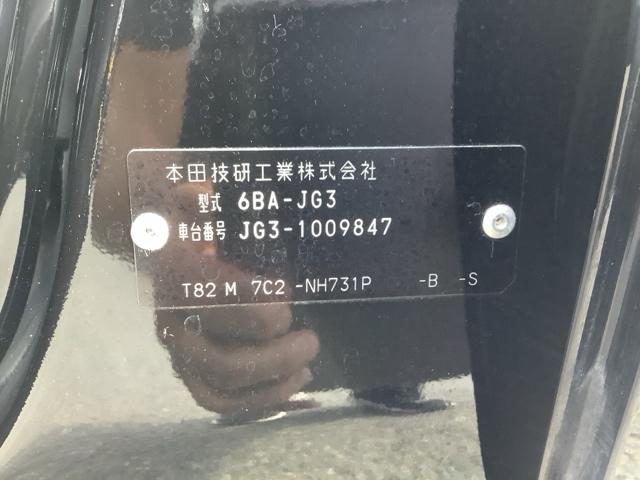 本田技研工業株式会社
型式 6BA-JG3
車台番号 JG3-1009847
T82 M 7C2 -NH731P -B -S